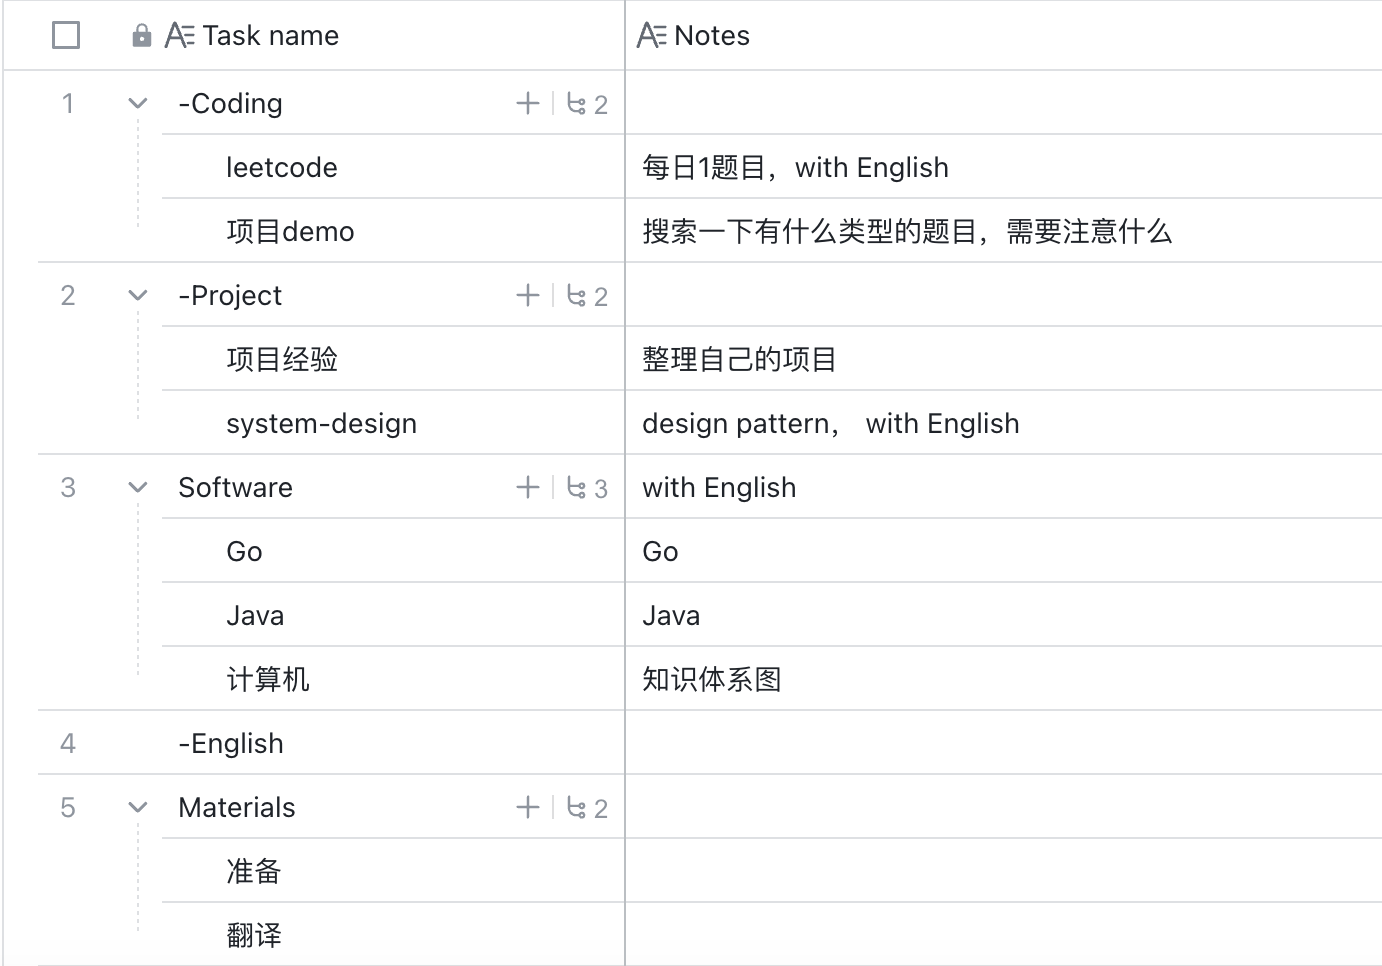 Task name Notes
1 -Coding 2
leetcode 每日1题目，with English
项目demo 搜索一下有什么类型的题目，需要注意什么
2 -Project 2
项目经验 整理自己的项目
system-design design pattern， with English
3 Software 3 with English
Go Go
Java Java
计算机 知识体系图
4 -English
5 Materials 2
准备
翻译